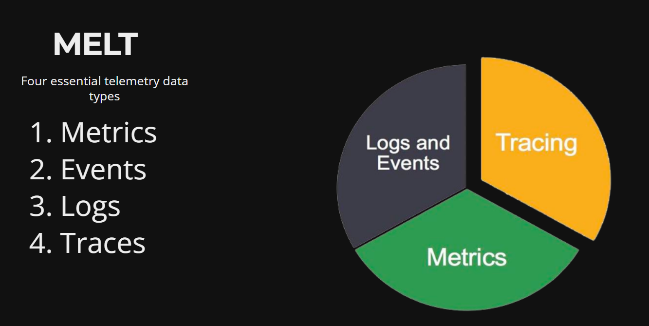 MELT
Four essential telemetry data
types
1. Metrics
2. Events
3. Logs
4. Traces
Logs and
Events
Tracing
Metrics